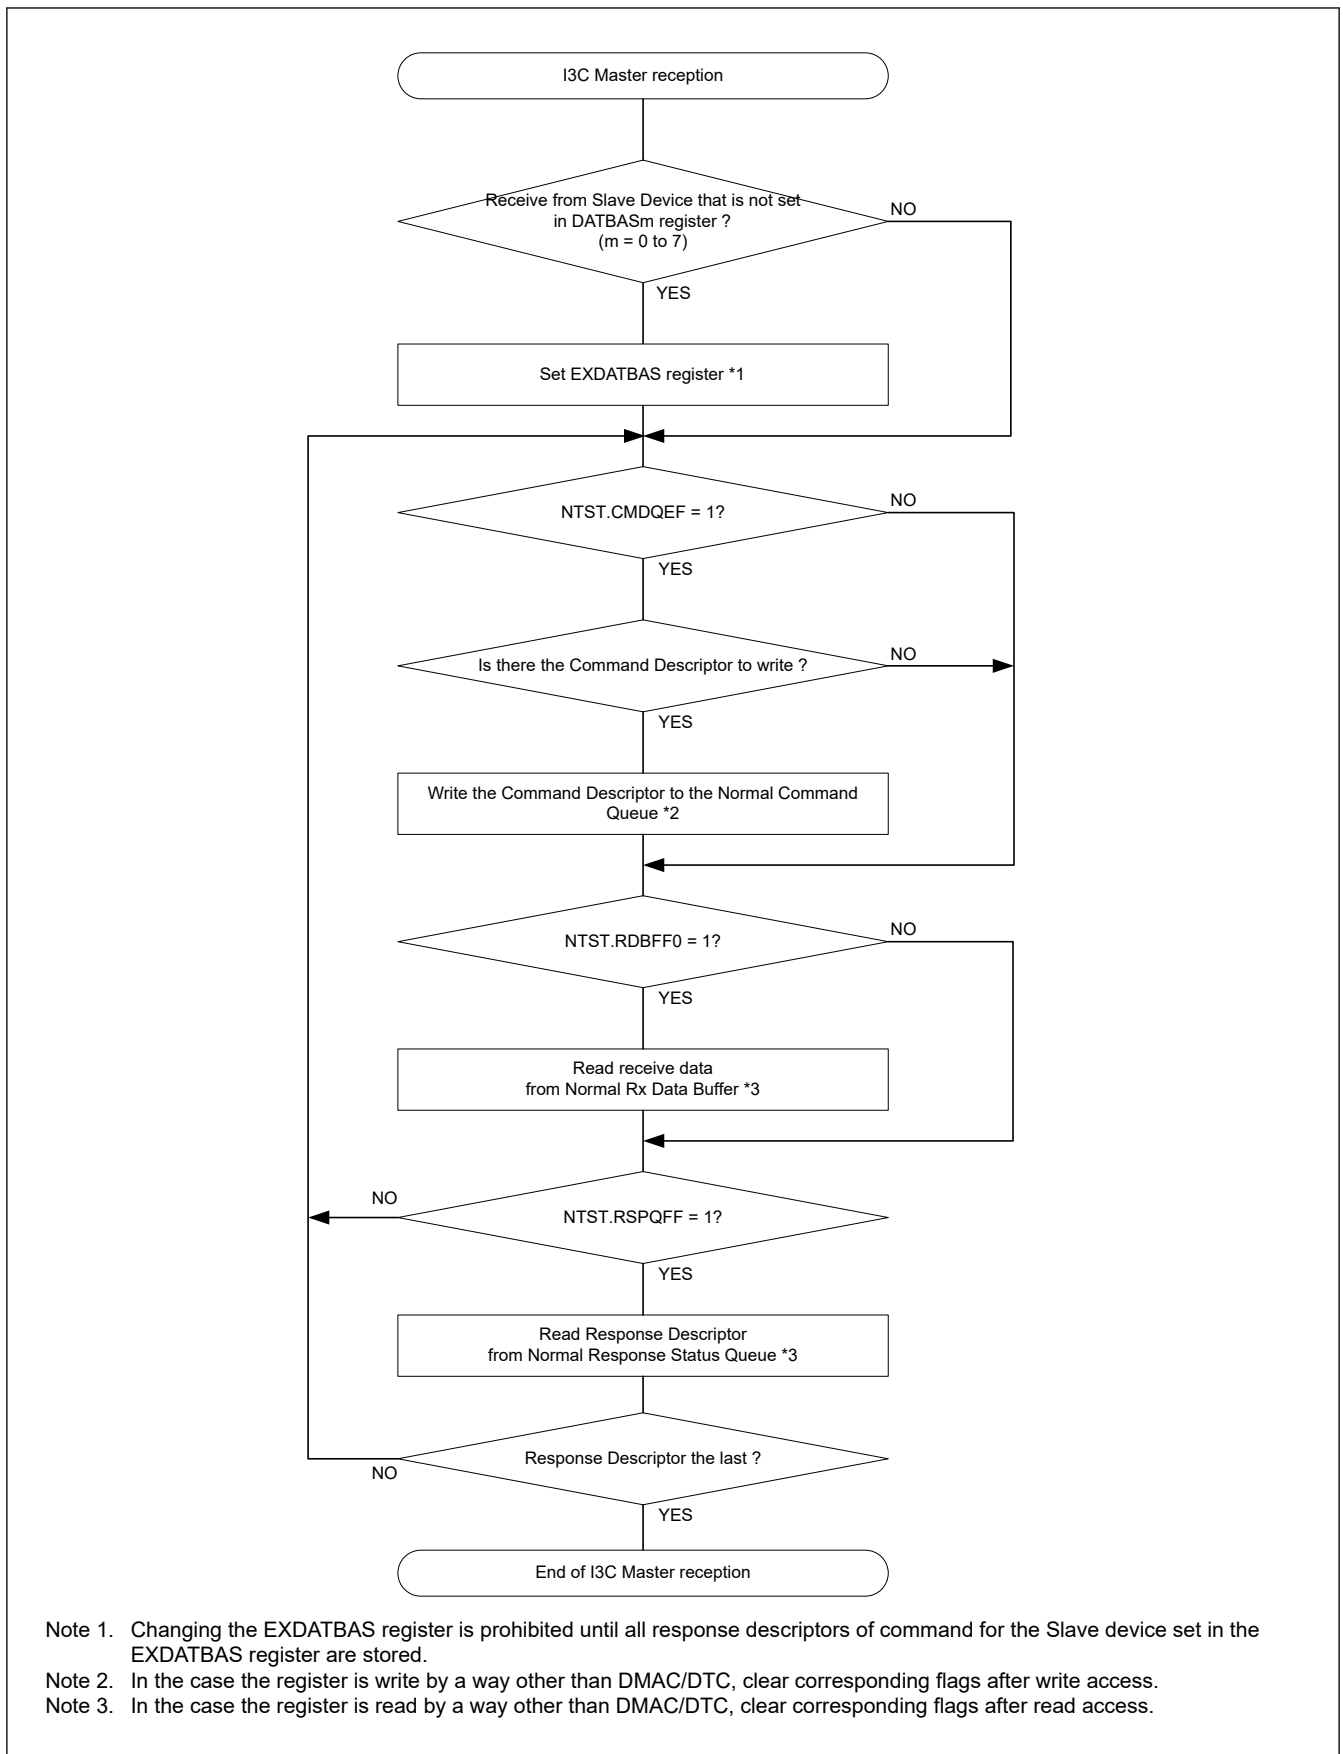 I3C Master reception
Receive from Slave Device that is not set
in DATBASm register ?
(m = 0 to 7)
NO
YES
Set EXDATBAS register *1
NTST.CMDQEF = 1?
NO
YES
Is there the Command Descriptor to write ?
NO
YES
Write the Command Descriptor to the Normal Command
Queue *2
NTST.RDBFF0 = 1?
NO
YES
Read receive data
from Normal Rx Data Buffer *3
NO
NTST.RSPQFF = 1?
YES
Read Response Descriptor
from Normal Response Status Queue *3
Response Descriptor the last ?
NO
YES
End of I3C Master reception
Note 1. Changing the EXDATBAS register is prohibited until all response descriptors of command for the Slave device set in the
EXDATBAS register are stored.
Note 2. In the case the register is write by a way other than DMAC/DTC, clear corresponding flags after write access.
Note 3. In the case the register is read by a way other than DMAC/DTC, clear corresponding flags after read access.